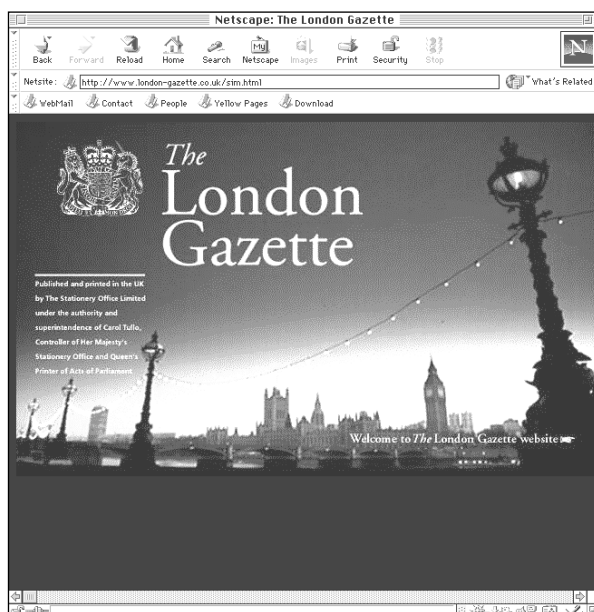 Netscape: The London Gazette
Back Forward Reload Home Search Netscape Images Print Security Stop
Netsite: http://www.london-gazette.co.uk/sim.html What's Related
WebMail Contact People Yellow Pages Download
The
London
Gazette
Published and printed in the UK
by The Stationery Office Limited
under the authority and
superintendence of Carol Tullo,
Controller of Her Majesty's
Stationery Office and Queen's
Printer of Acts of Parliament
Welcome to The London Gazette website